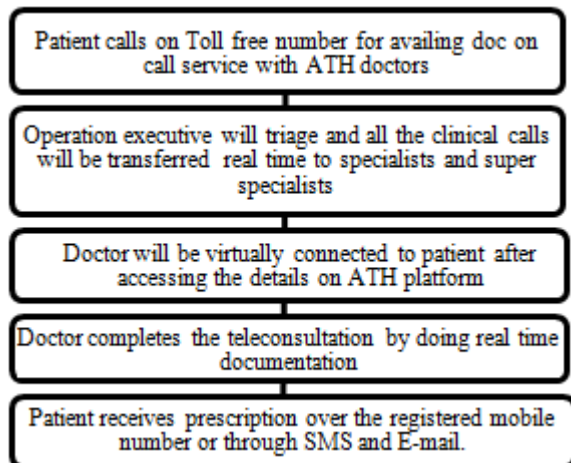 Patient calls on Toll free number for availing doc on
call service with ATH doctors
Operation executive will triage and all the clinical calls
will be transferred real time to specialists and super
specialists
Doctor will be virtually connected to patient after
accessing the details on ATH platform
Doctor completes the teleconsultation by doing real time
documentation
Patient receives prescription over the registered mobile
number or through SMS and E-mail.